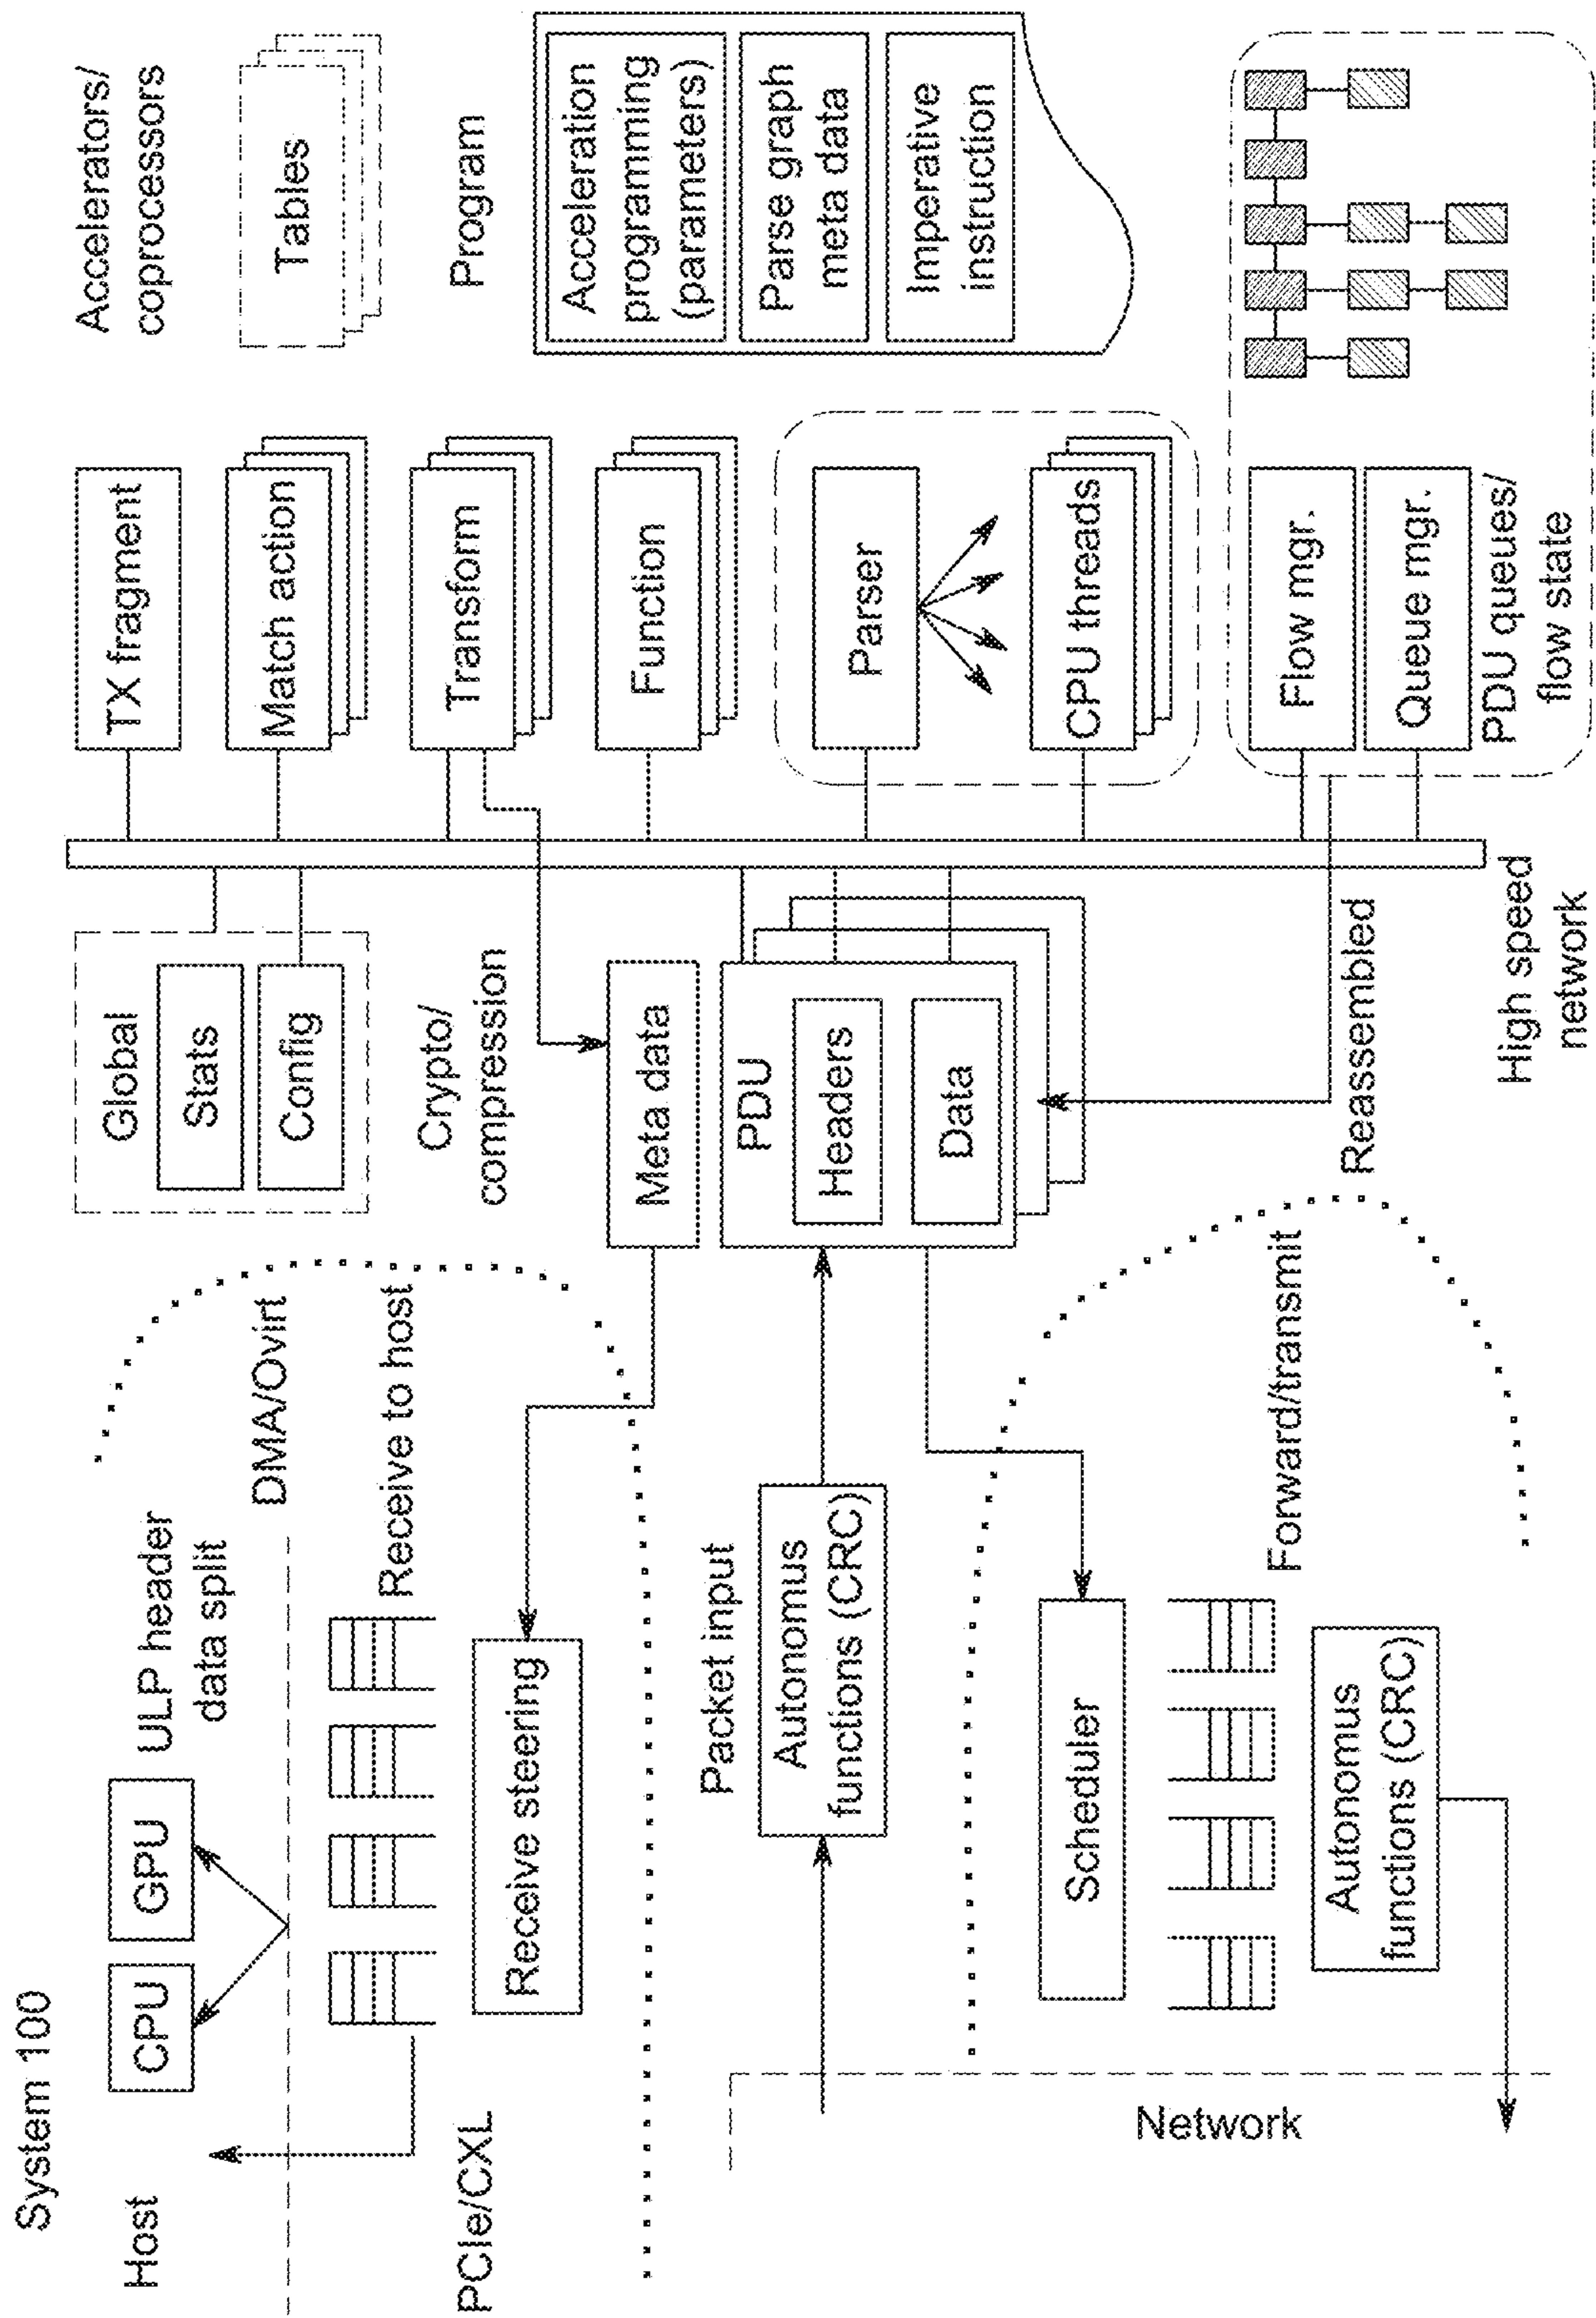 System 100
Host
CPU
GPU
ULP header
data split
DMA/Ovirt
Receive to host
Receive steering
PCIe/CXL
Global
Stats
Config
Crypto/
compression
Meta data
PDU
Headers
Data
Packet input
Autonomus
functions (CRC)
Network
Scheduler
Forward/transmit
Autonomus
functions (CRC)
Reassembled
High speed
network
TX fragment
Match action
Transform
Function
Parser
CPU threads
Flow mgr.
Queue mgr.
PDU queues/
flow state
Accelerators/
coprocessors
Tables
Program
Acceleration
programming
(parameters)
Parse graph
meta data
Imperative
instruction